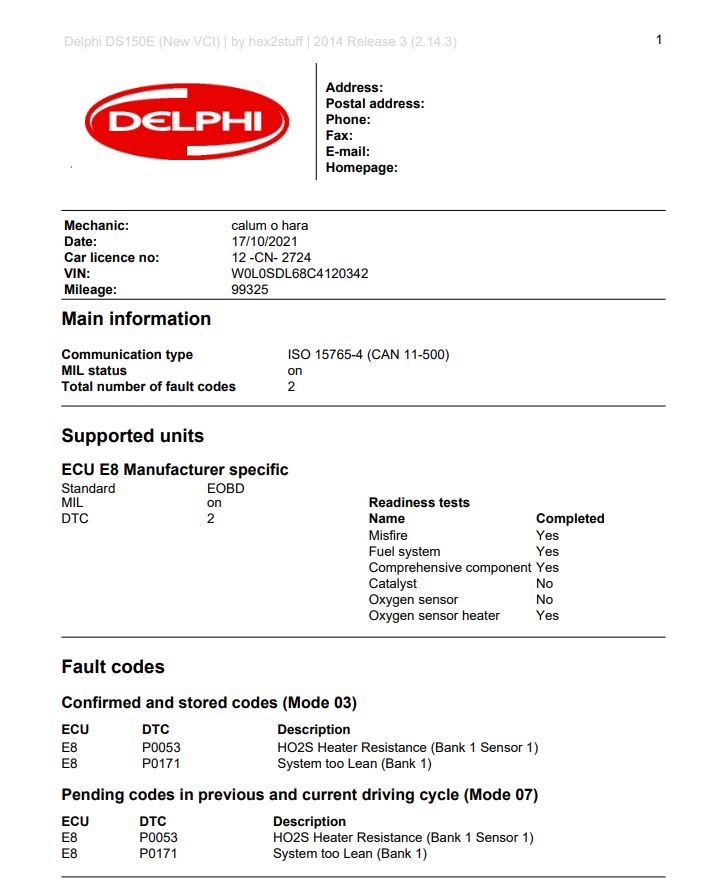 Delphi DS150E (New VCI) | by hex2stuff | 2014 Release 3 (2.14.3)
1
DELPHI
Address:
Postal address:
Phone:
Fax:
E-mail:
Homepage:
Mechanic: calum o hara
Date: 17/10/2021
Car licence no: 12 -CN- 2724
VIN: W0L0SDL68C4120342
Mileage: 99325
Main information
Communication type ISO 15765-4 (CAN 11-500)
MIL status on
Total number of fault codes 2
Supported units
ECU E8 Manufacturer specific
Standard EOBD
MIL on
DTC 2
Readiness tests
Name Completed
Misfire Yes
Fuel system Yes
Comprehensive component Yes
Catalyst No
Oxygen sensor No
Oxygen sensor heater Yes
Fault codes
Confirmed and stored codes (Mode 03)
ECU DTC Description
E8 P0053 HO2S Heater Resistance (Bank 1 Sensor 1)
E8 P0171 System too Lean (Bank 1)
Pending codes in previous and current driving cycle (Mode 07)
ECU DTC Description
E8 P0053 HO2S Heater Resistance (Bank 1 Sensor 1)
E8 P0171 System too Lean (Bank 1)